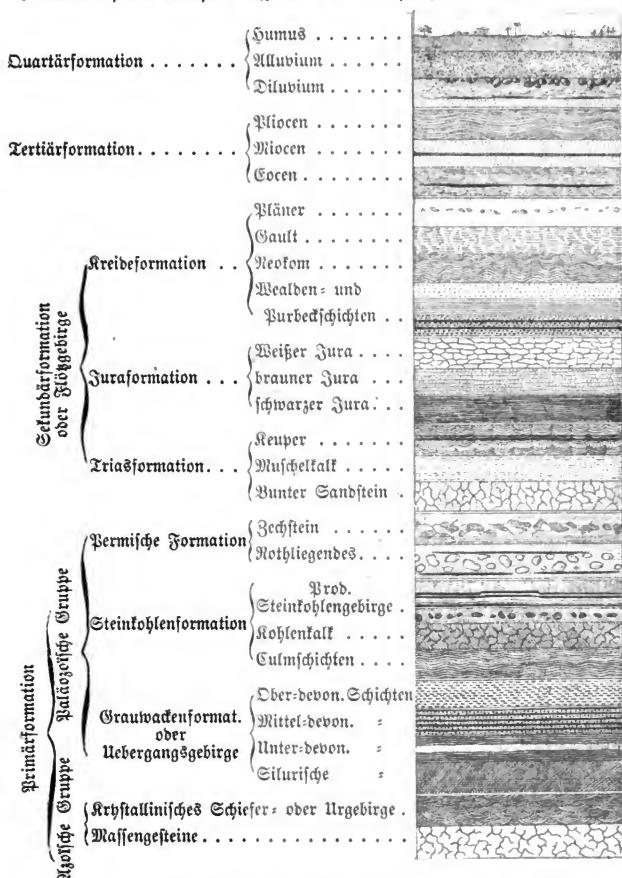 Quartärformation . . . . . . .
Humus . . . . . . .
Alluvium . . . . . .
Diluvium . . . . . .
Tertiärformation . . . . . . .
Pliocen . . . . . . .
Miocen . . . . . . .
Eocen . . . . . . .
Sekundärformation
oder Flötzgebirge
Kreideformation . .
Pläner . . . . . . .
Gault . . . . . . .
Neokom . . . . . . .
Wealden- und
Purbeckschichten . .
Juraformation . . .
Weißer Jura . . . .
brauner Jura . . .
schwarzer Jura . . .
Triasformation . . .
Keuper . . . . . . .
Muschelkalk . . . . .
Bunter Sandstein .
Primärformation
Paläozoische Gruppe
Permische Formation
Zechstein . . . . . .
Rothliegendes . . . .
Steinkohlenformation
Prod.
Steinkohlengebirge .
Kohlenkalk . . . . .
Culmschichten . . . .
Grauwackenformat.
oder
Uebergangsgebirge
Ober-devon. Schichten
Mittel-devon. =
Unter-devon. =
Silurische =
Azoische Gruppe
Krystallinisches Schiefer- oder Urgebirge .
Massengesteine . . . . . . . . . . . . . . .